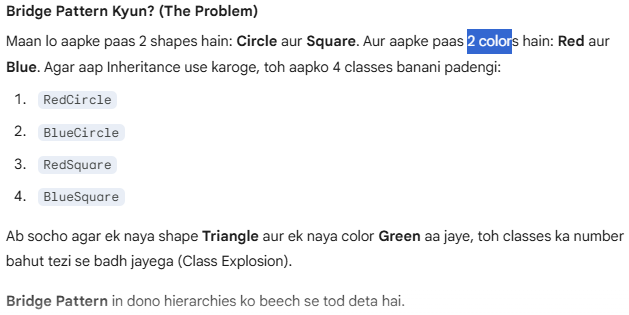 Bridge Pattern Kyun? (The Problem)
Maan lo aapke paas 2 shapes hain: Circle aur Square. Aur aapke paas 2 colors hain: Red aur
Blue. Agar aap Inheritance use karoge, toh aapko 4 classes banani padengi:
1. RedCircle
2. BlueCircle
3. RedSquare
4. BlueSquare
Ab socho agar ek naya shape Triangle aur ek naya color Green aa jaye, toh classes ka number
bahut tezi se badh jayega (Class Explosion).
Bridge Pattern in dono hierarchies ko beech se tod deta hai.